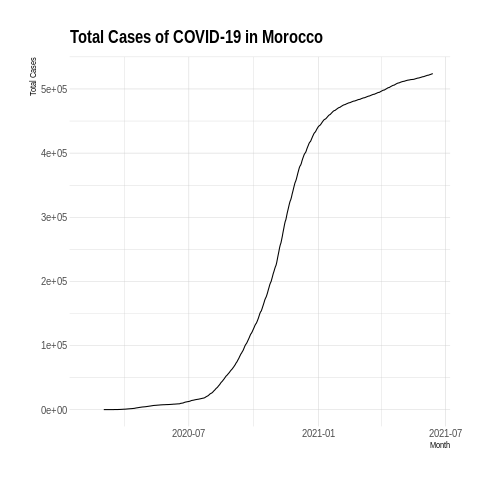 Total Cases of COVID-19 in Morocco
Total Cases
5e+05
4e+05
3e+05
2e+05
1e+05
0e+00
2020-07
2021-01
2021-07
Month